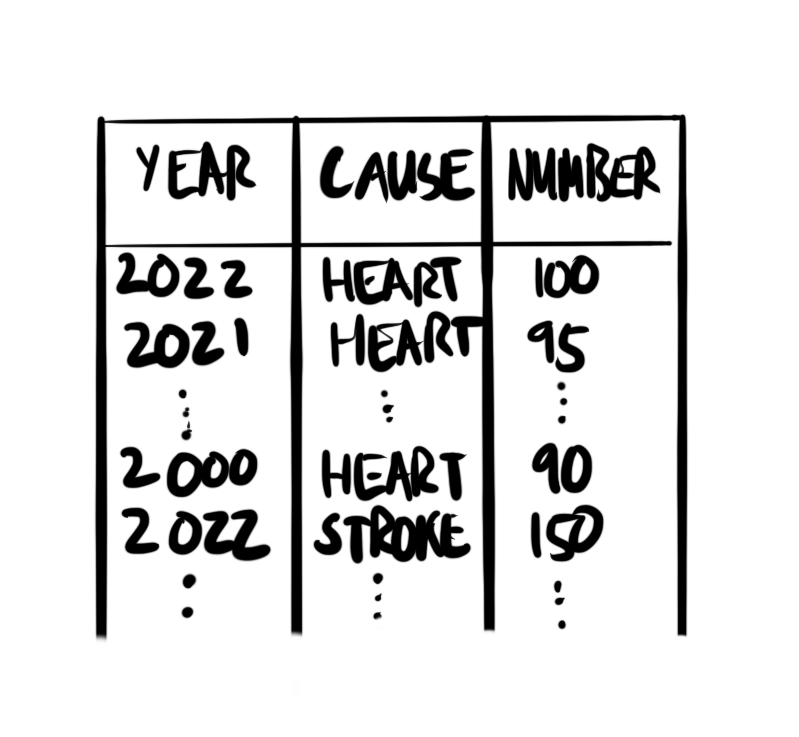 YEAR CAUSE NUMBER
2022 HEART 100
2021 HEART 95
⋮ ⋮ ⋮
2000 HEART 90
2022 STROKE 150
⋮ ⋮ ⋮